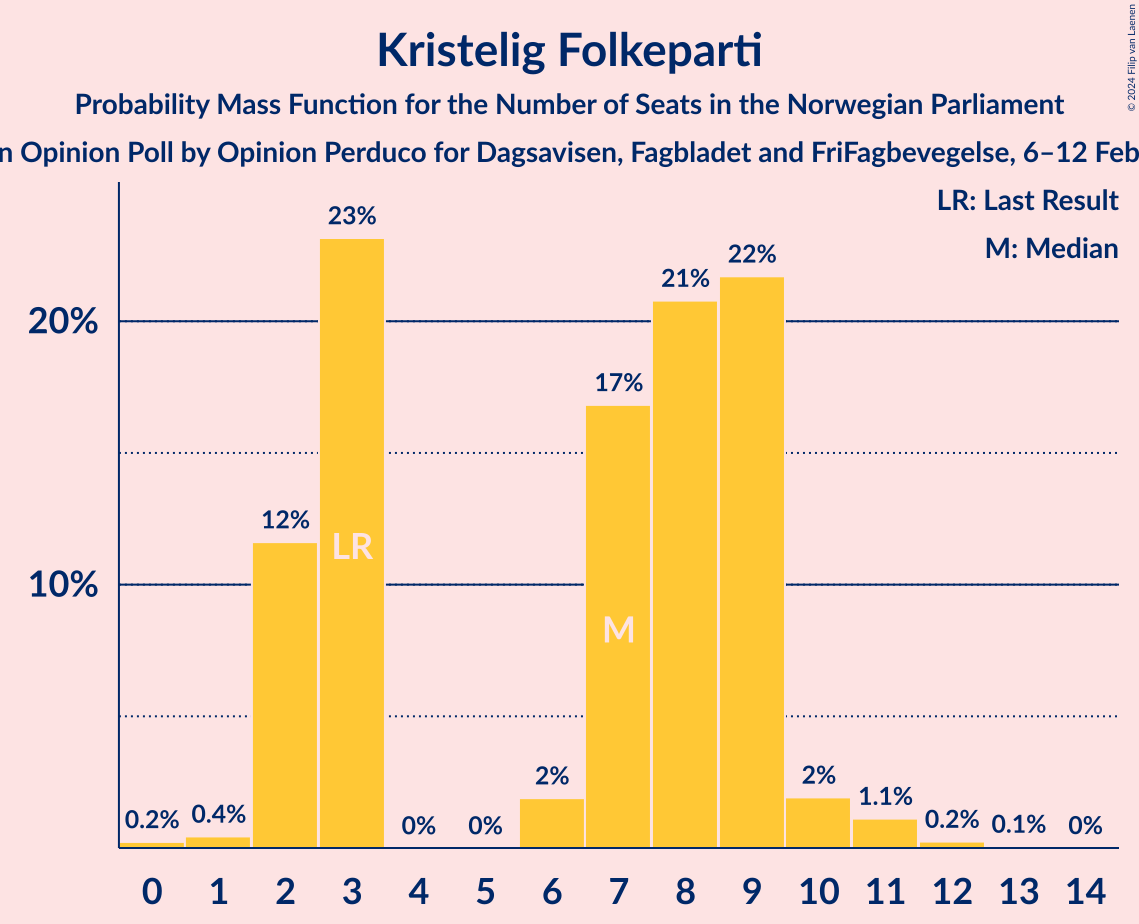 © 2024 Filip van Laenen
Kristelig Folkeparti
Probability Mass Function for the Number of Seats in the Norwegian Parliament
n Opinion Poll by Opinion Perduco for Dagsavisen, Fagbladet and FriFagbevegelse, 6–12 Feb
LR: Last Result
M: Median
20%
10%
0.2%
0.4%
12%
23%
0%
0%
2%
17%
21%
22%
2%
1.1%
0.2%
0.1%
0%
LR
M
0 1 2 3 4 5 6 7 8 9 10 11 12 13 14